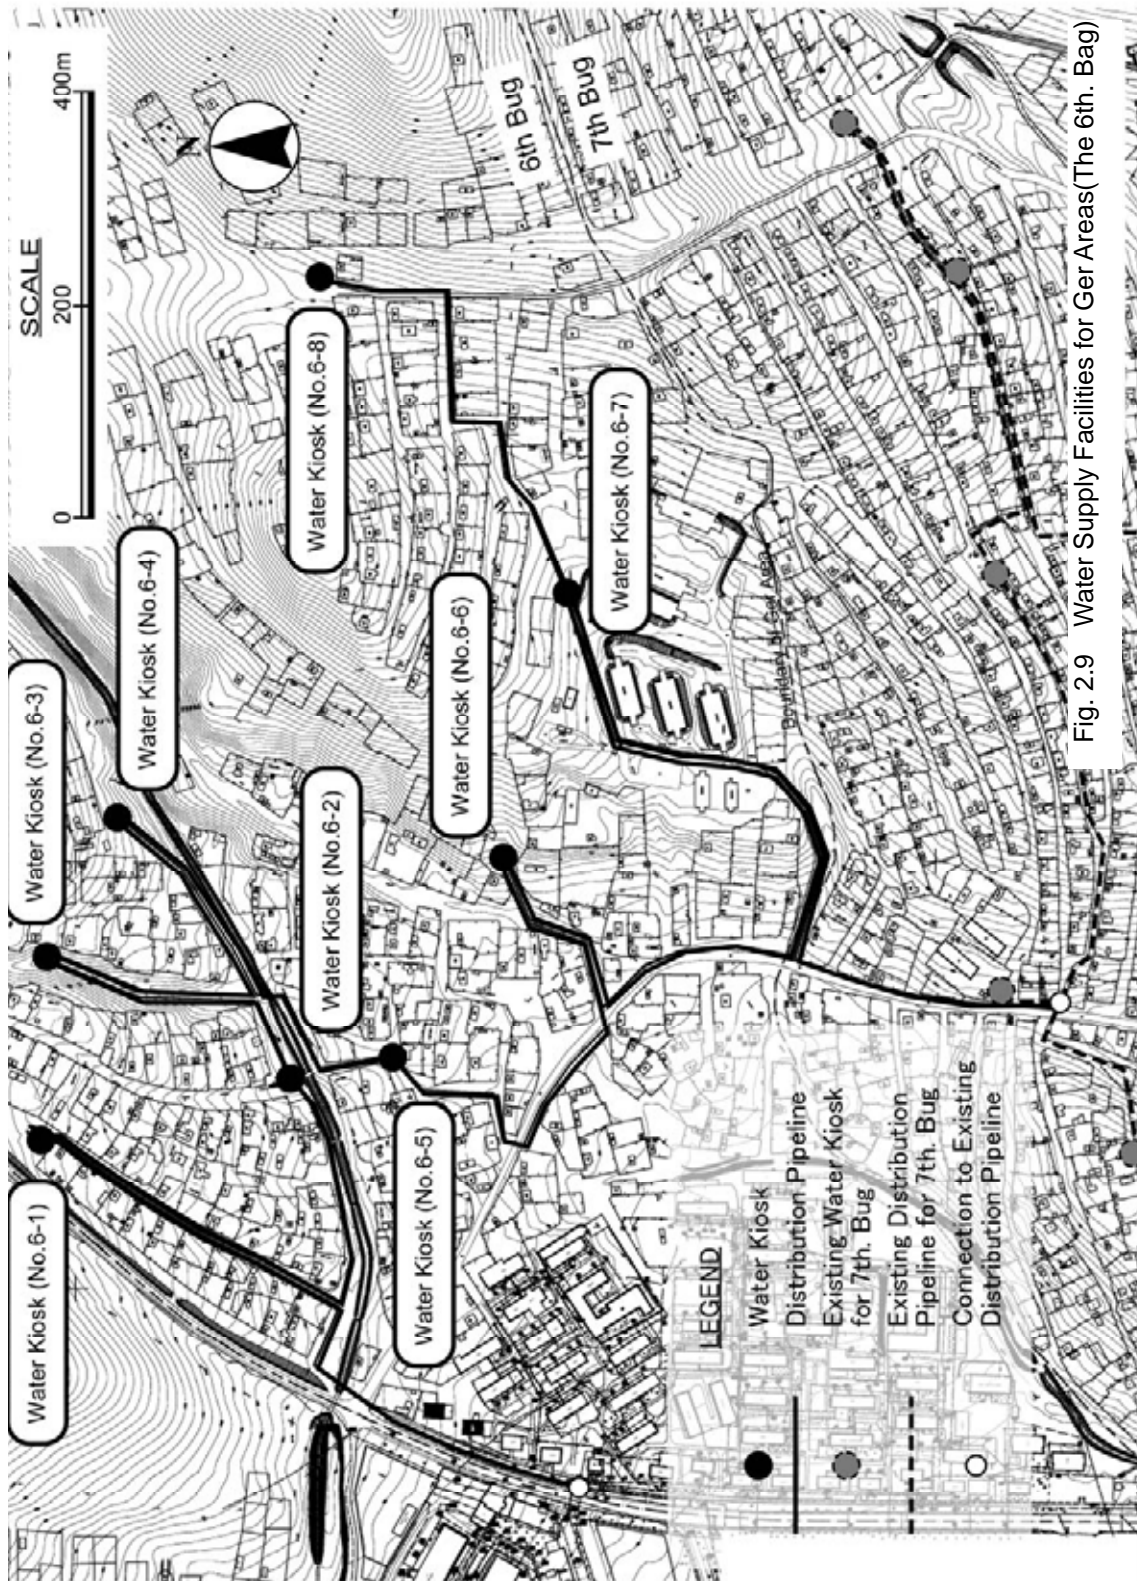 SCALE
0 200 400m
N
Water Kiosk (No.6-1)
Water Kiosk (No.6-3)
Water Kiosk (No.6-4)
Water Kiosk (No.6-2)
Water Kiosk (No.6-8)
Water Kiosk (No.6-5)
Water Kiosk (No.6-6)
Water Kiosk (No.6-7)
6th Bug
7th Bug
Boundary of Ger Area
LEGEND
Water Kiosk
Distribution Pipeline
Existing Water Kiosk
for 7th. Bug
Existing Distribution
Pipeline for 7th. Bug
Connection to Existing
Distribution Pipeline
Fig. 2.9 Water Supply Facilities for Ger Areas(The 6th. Bag)